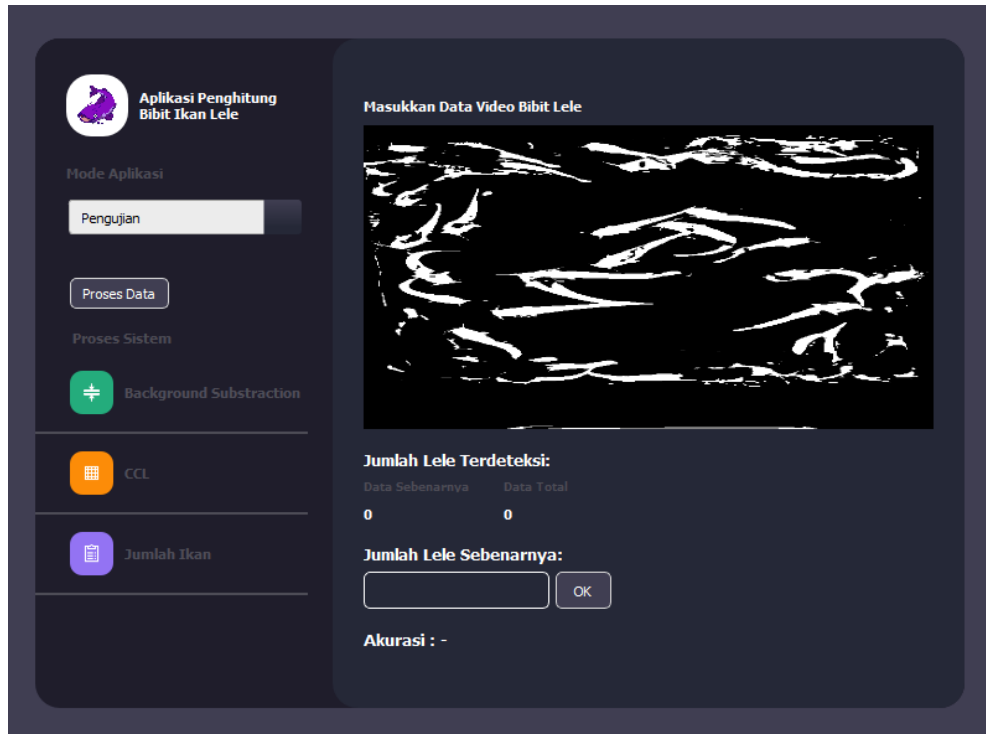 Aplikasi Penghitung
Bibit Ikan Lele
Mode Aplikasi
Pengujian
Proses Data
Proses Sistem
Background Substraction
CCL
Jumlah Ikan
Masukkan Data Video Bibit Lele
Jumlah Lele Terdeteksi:
Data Sebenarnya Data Total
0 0
Jumlah Lele Sebenarnya:
OK
Akurasi : -